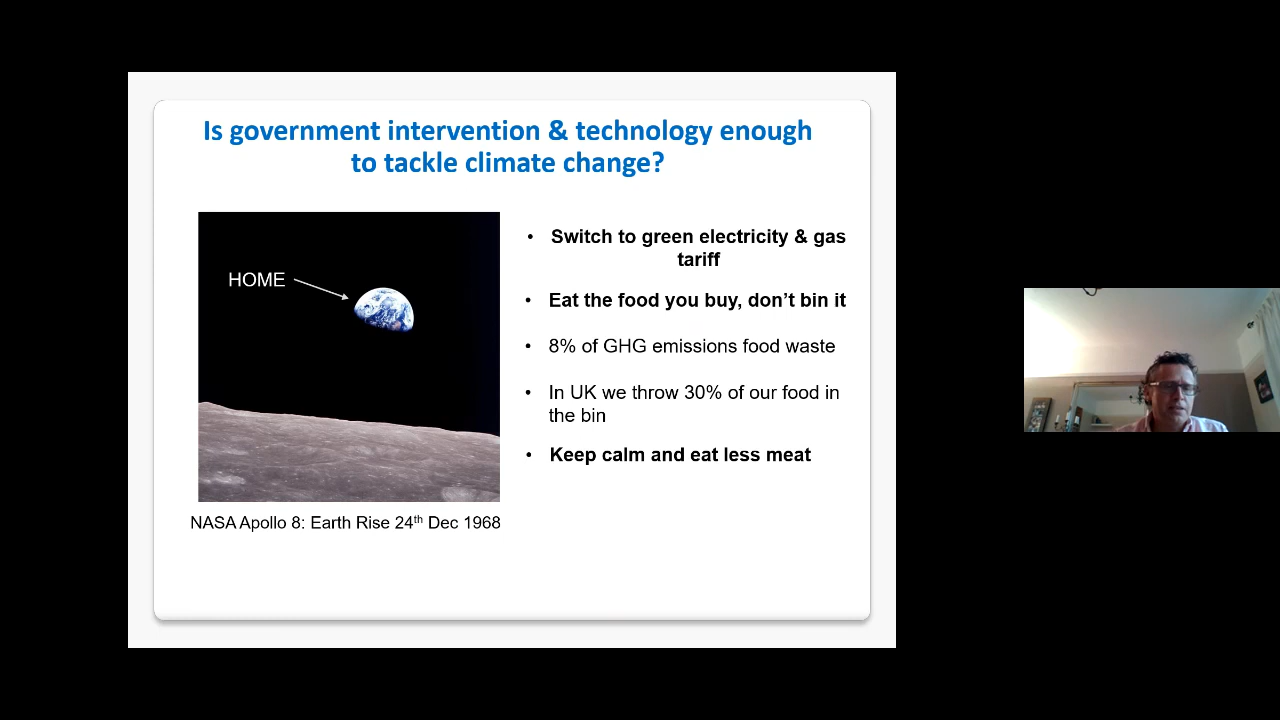 Is government intervention & technology enough
to tackle climate change?
HOME
• Switch to green electricity & gas
tariff
• Eat the food you buy, don’t bin it
• 8% of GHG emissions food waste
• In UK we throw 30% of our food in
the bin
• Keep calm and eat less meat
NASA Apollo 8: Earth Rise 24th Dec 1968